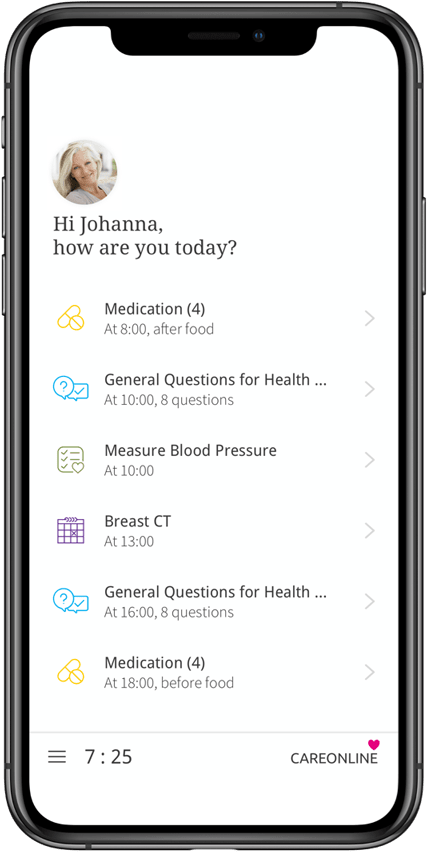 Hi Johanna,
how are you today?
Medication (4)
At 8:00, after food
General Questions for Health ...
At 10:00, 8 questions
Measure Blood Pressure
At 10:00
Breast CT
At 13:00
General Questions for Health ...
At 16:00, 8 questions
Medication (4)
At 18:00, before food
7 : 25
CAREONLINE